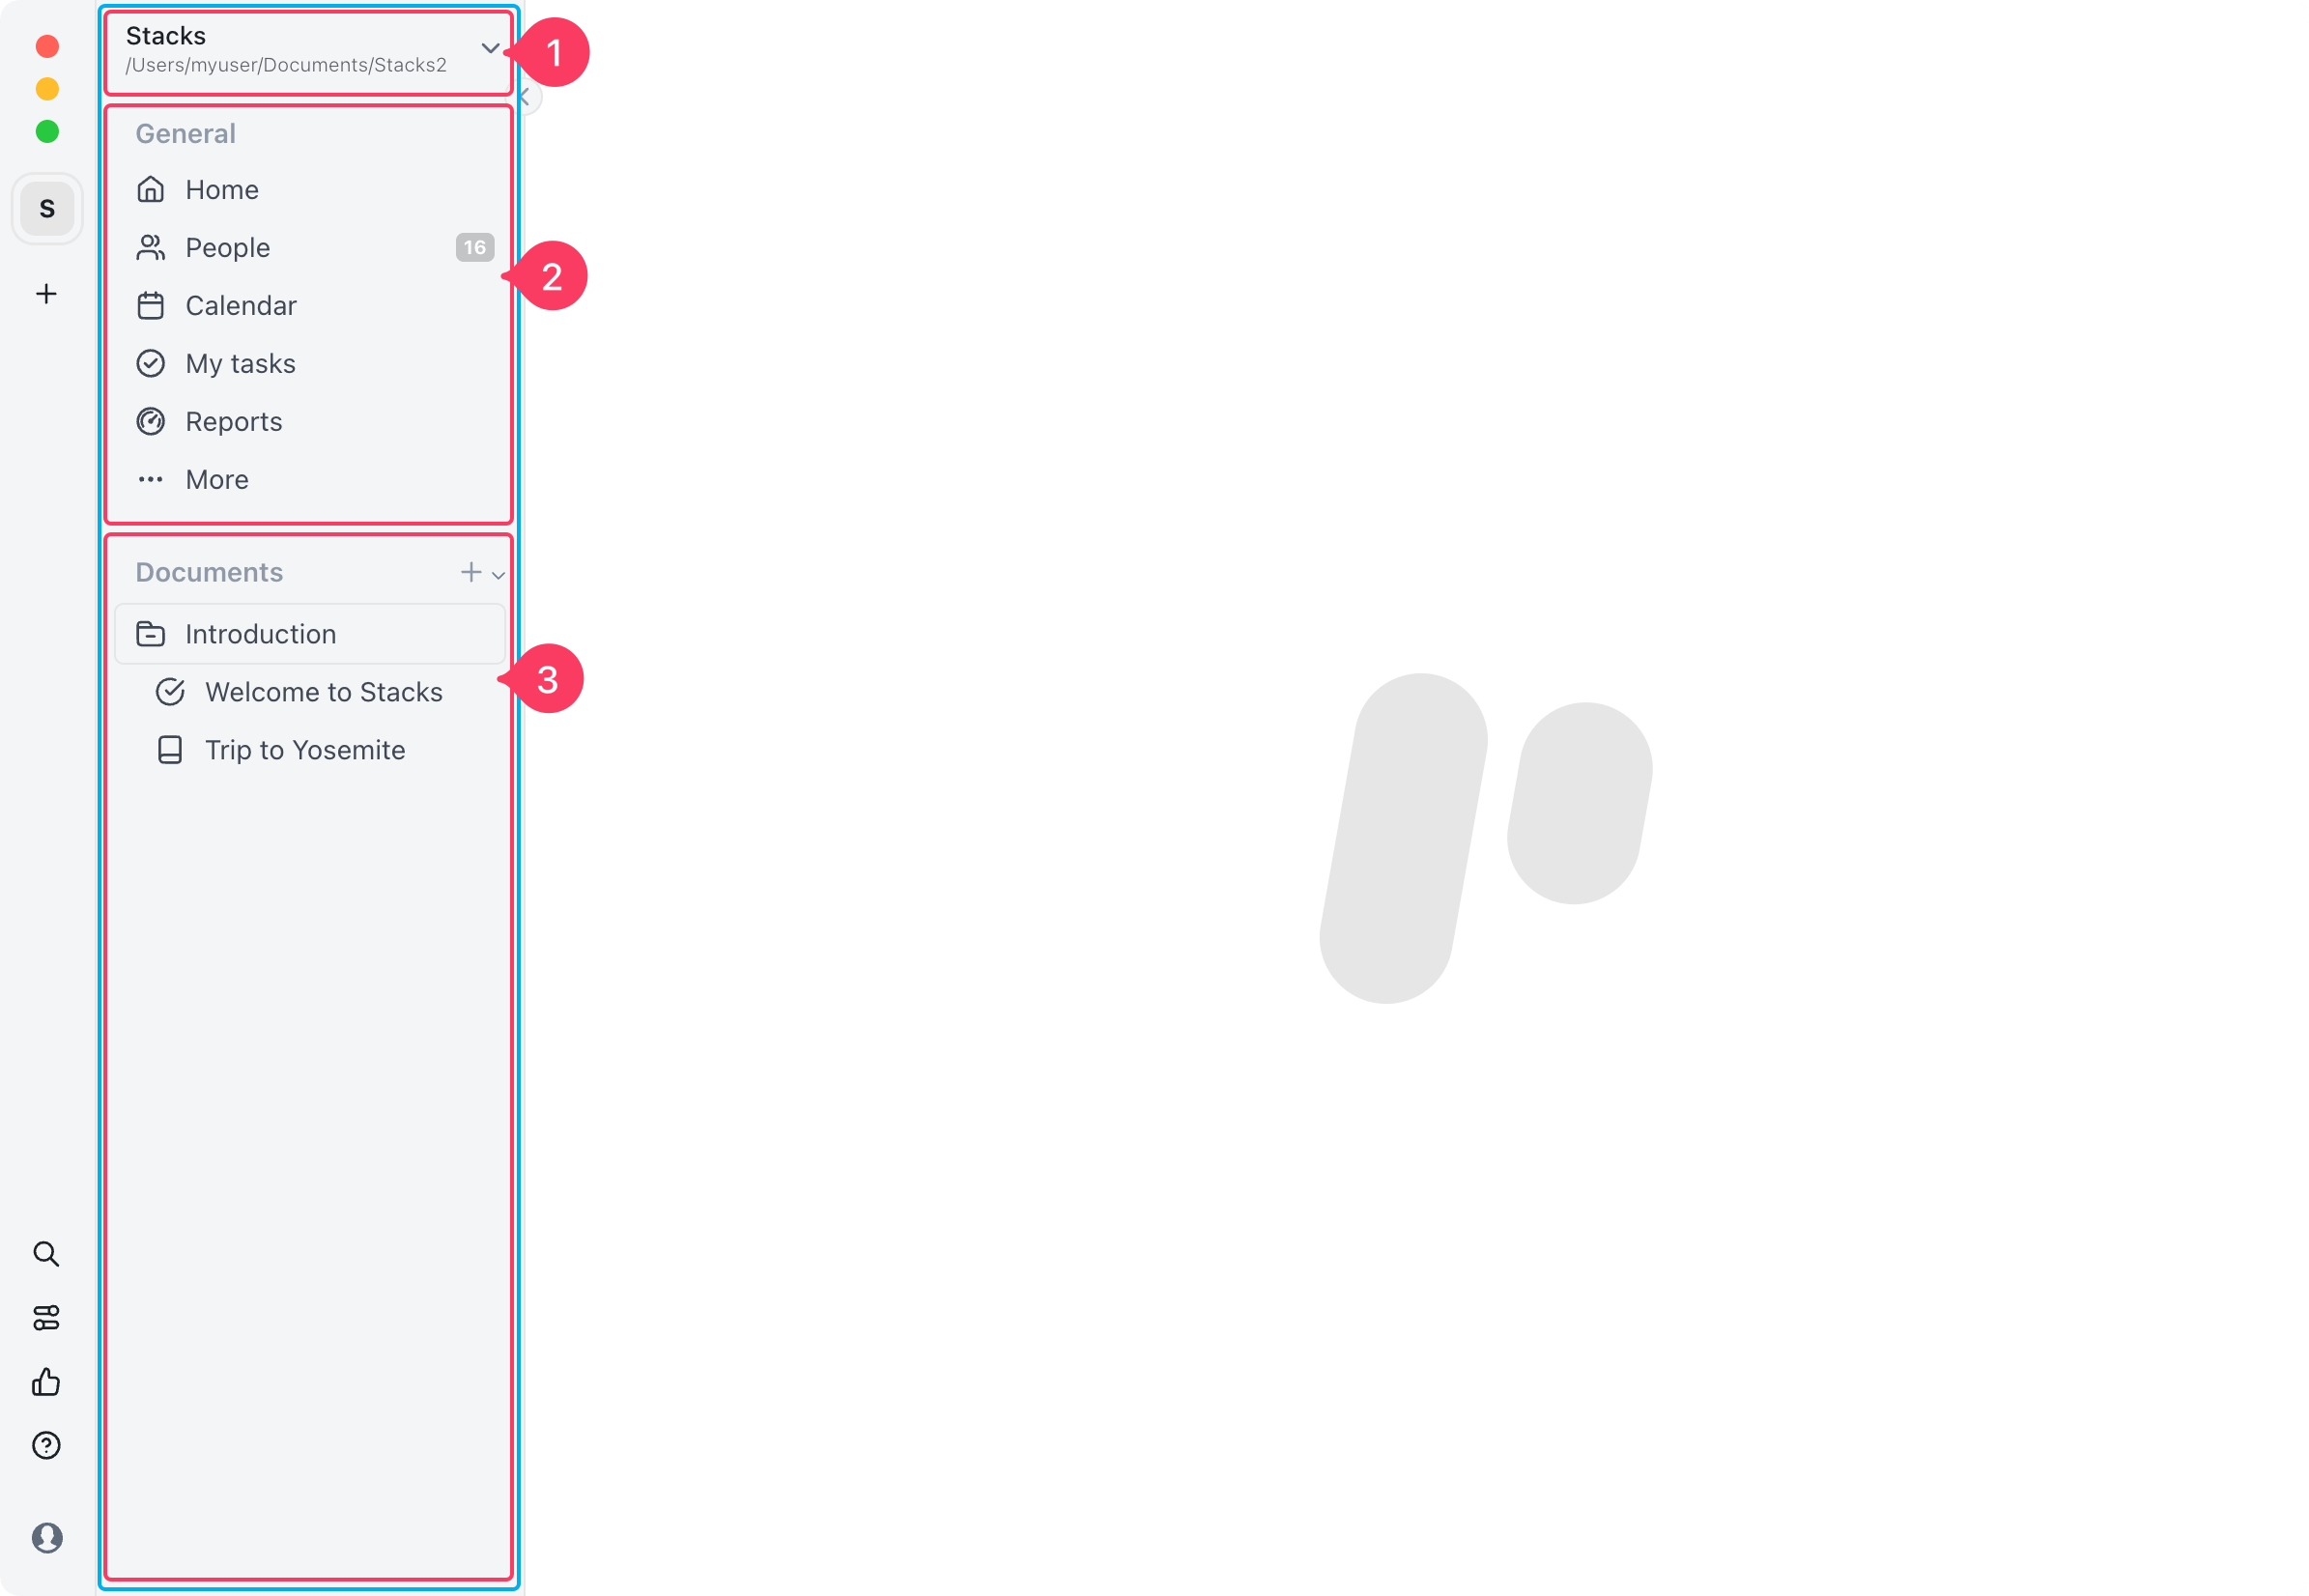 Stacks
/Users/myuser/Documents/Stacks2
1
S
General
Home
People 16
2
Calendar
My tasks
Reports
More
Documents
Introduction
3
Welcome to Stacks
Trip to Yosemite
?